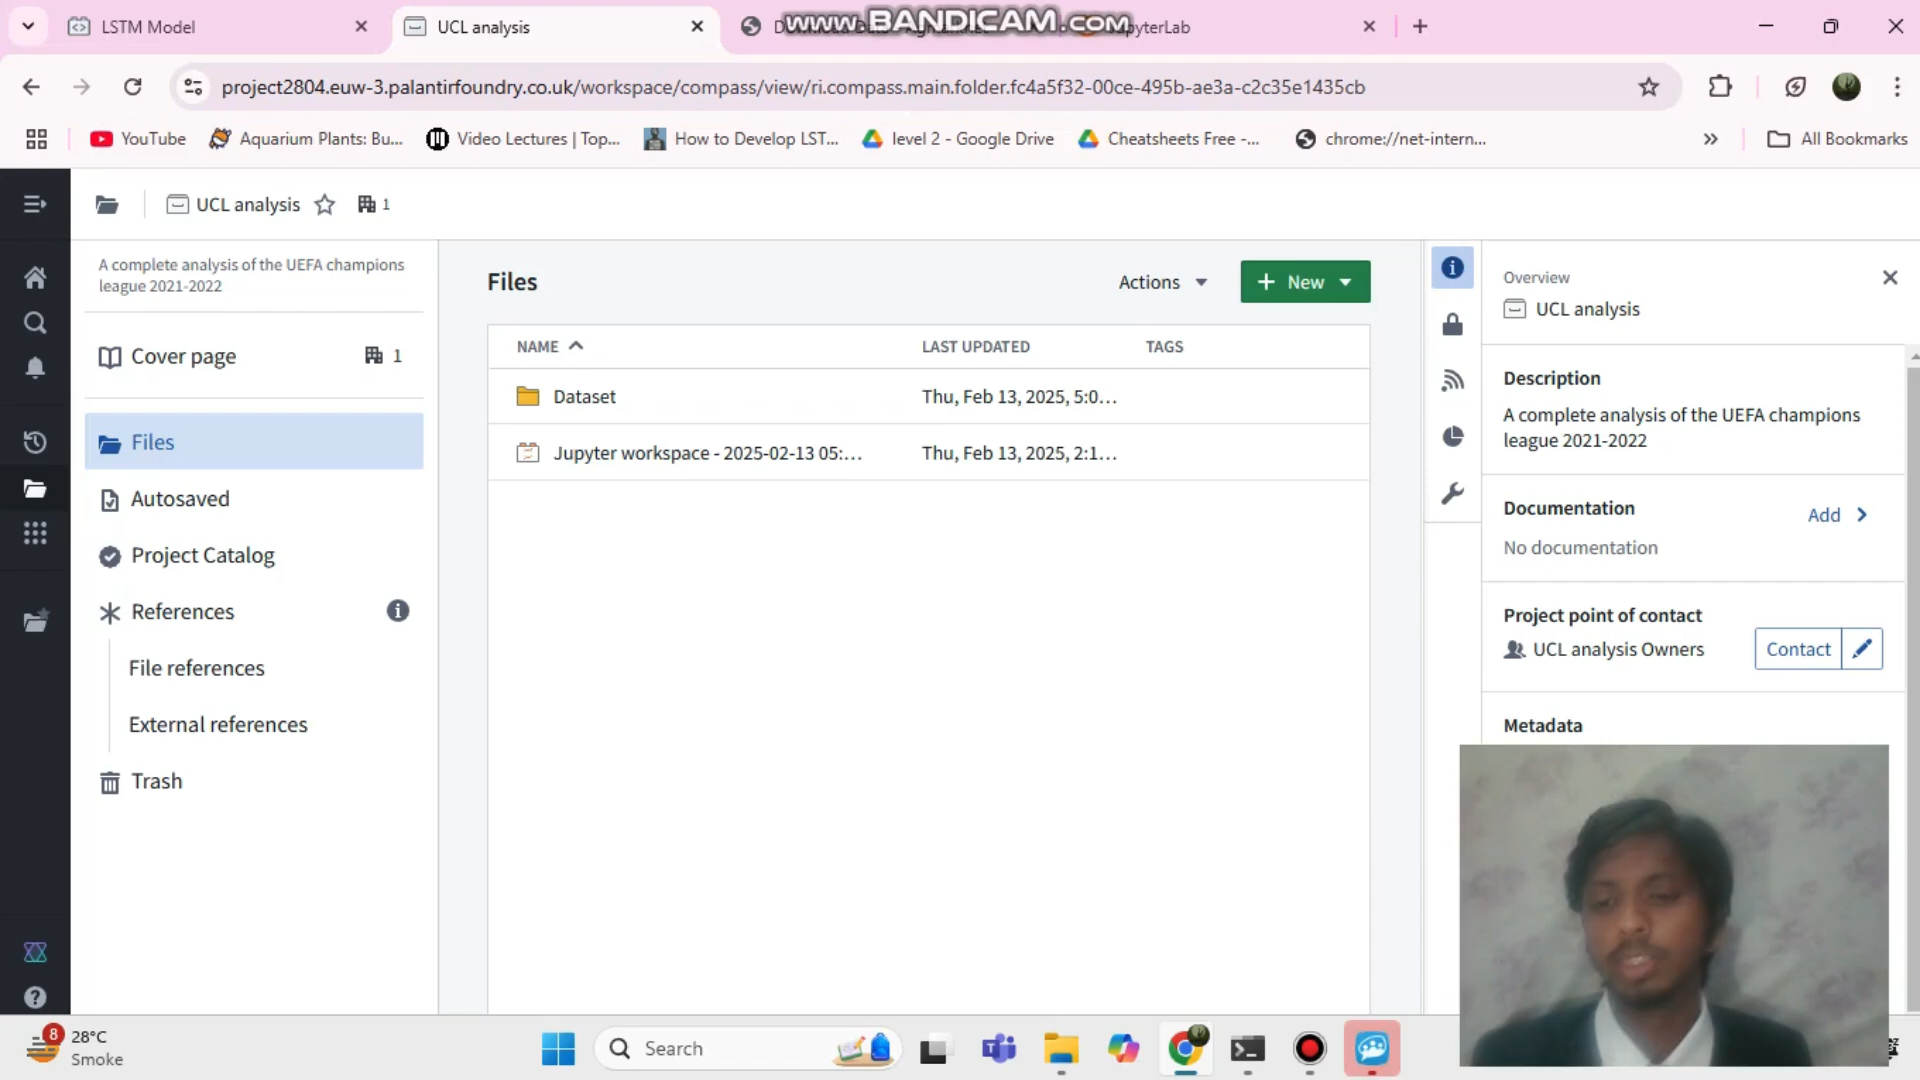 LSTM Model
UCL analysis
www.BANDICAM.com
JupyterLab
project2804.euw-3.palantirfoundry.co.uk/workspace/compass/view/ri.compass.main.folder.fc4a5f32-00ce-495b-ae3a-c2c35e1435cb
YouTube
Aquarium Plants: Bu...
Video Lectures | Top...
How to Develop LST...
level 2 - Google Drive
Cheatsheets Free -...
chrome://net-intern...
All Bookmarks
UCL analysis
1
A complete analysis of the UEFA champions
league 2021-2022
Cover page
1
Files
Autosaved
Project Catalog
References
File references
External references
Trash
Files
Actions
New
NAME
LAST UPDATED
TAGS
Dataset
Thu, Feb 13, 2025, 5:0...
Jupyter workspace - 2025-02-13 05:...
Thu, Feb 13, 2025, 2:1...
Overview
UCL analysis
Description
A complete analysis of the UEFA champions
league 2021-2022
Documentation
Add
No documentation
Project point of contact
UCL analysis Owners
Contact
Metadata
8
28°C
Smoke
Search